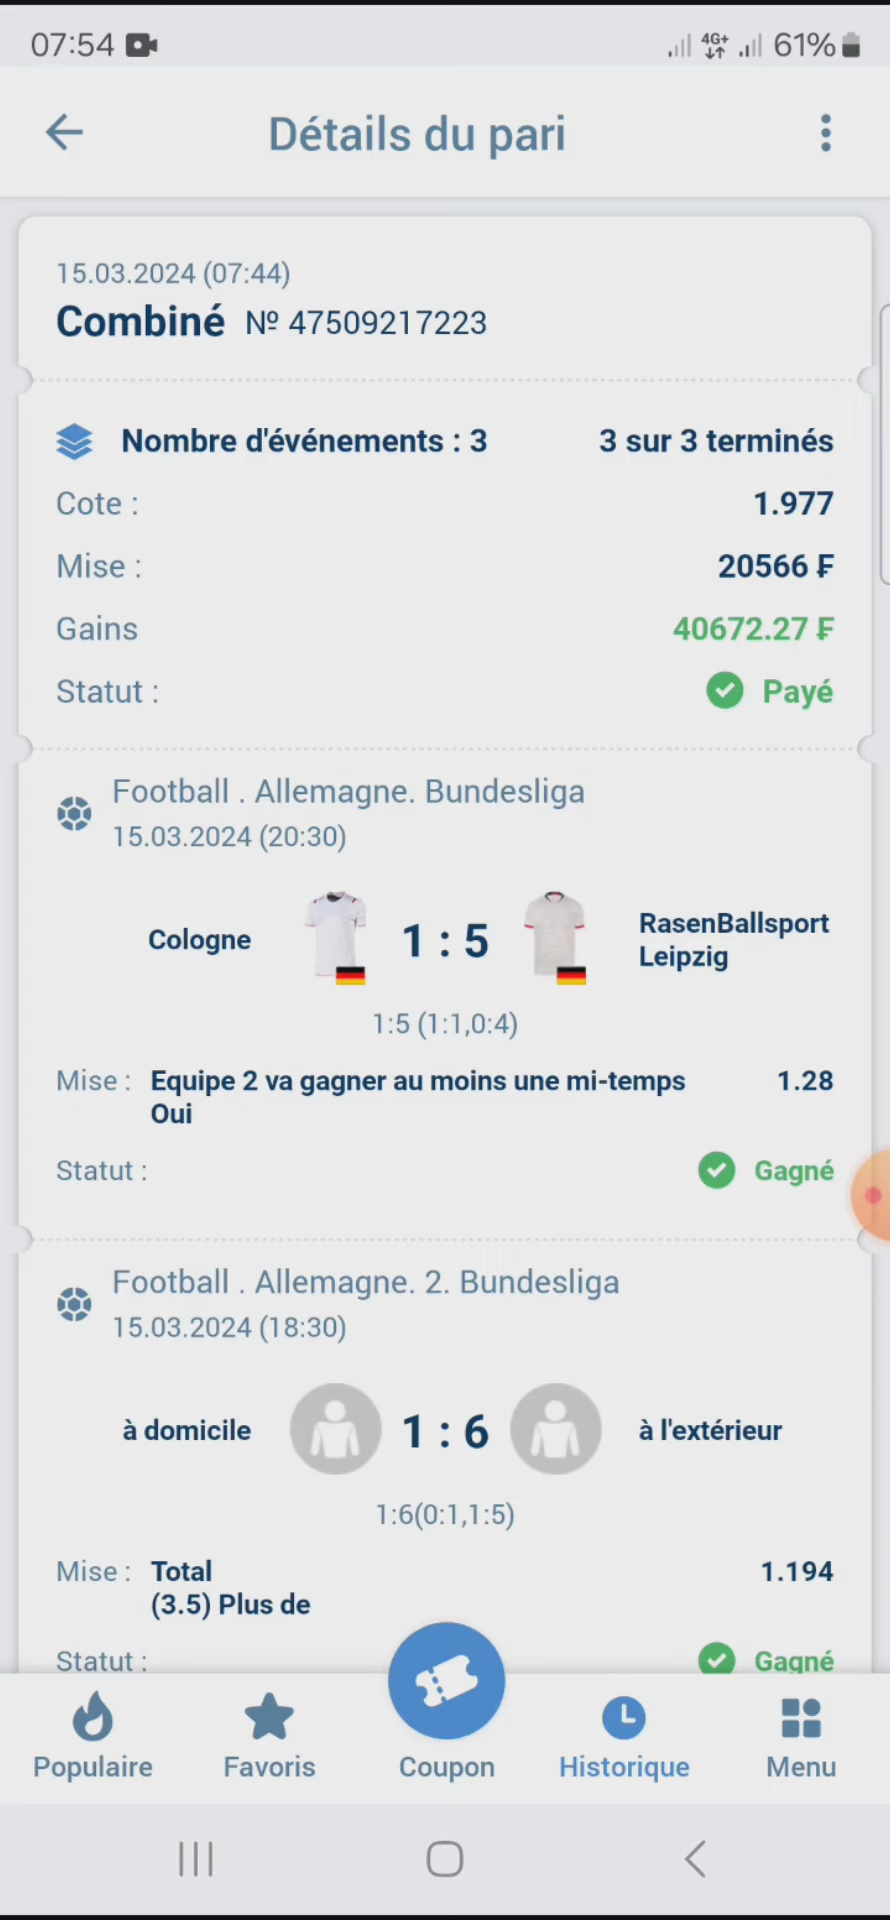 07:54
4G+ 61%
Détails du pari
15.03.2024 (07:44)
Combiné № 47509217223
Nombre d'événements : 3 3 sur 3 terminés
Cote : 1.977
Mise : 20566 ₣
Gains 40672.27 ₣
Statut : Payé
Football . Allemagne. Bundesliga
15.03.2024 (20:30)
Cologne 1 : 5 RasenBallsport
Leipzig
1:5 (1:1,0:4)
Mise : Equipe 2 va gagner au moins une mi-temps 1.28
Oui
Statut : Gagné
Football . Allemagne. 2. Bundesliga
15.03.2024 (18:30)
à domicile 1 : 6 à l'extérieur
1:6(0:1,1:5)
Mise : Total 1.194
(3.5) Plus de
Statut : Gagné
Populaire Favoris Coupon Historique Menu